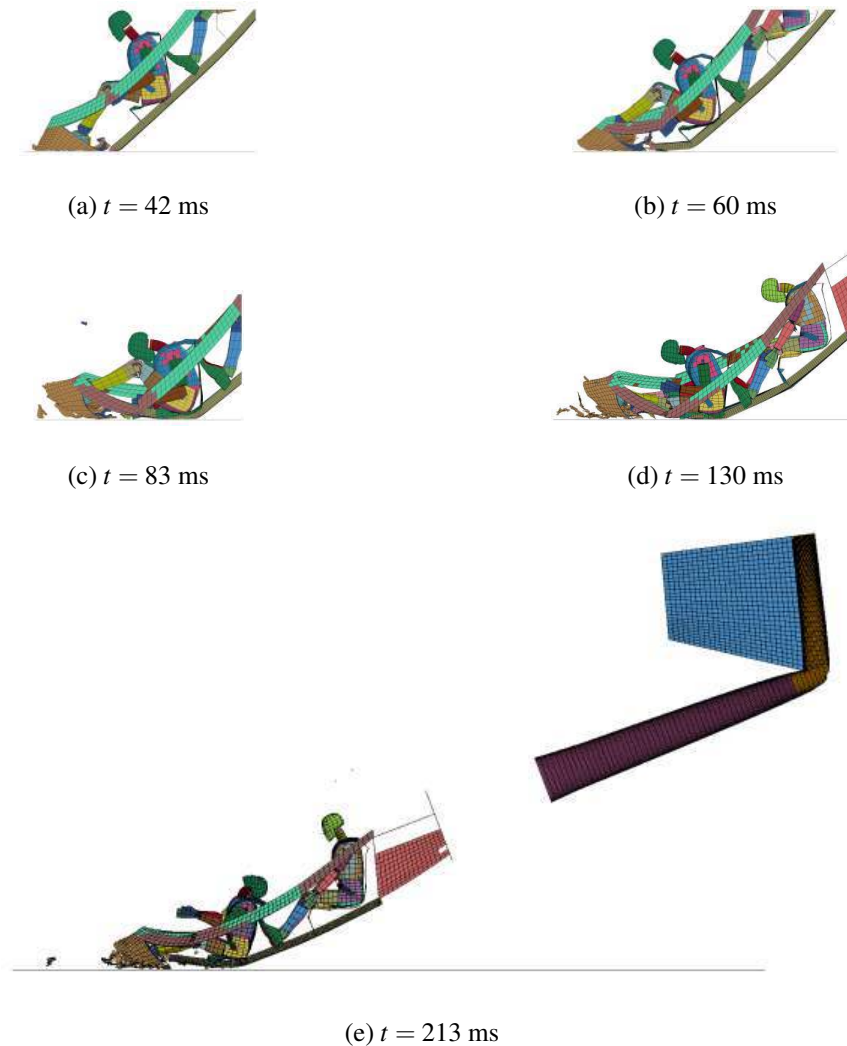 (a) t = 42 ms
(b) t = 60 ms
(c) t = 83 ms
(d) t = 130 ms
(e) t = 213 ms